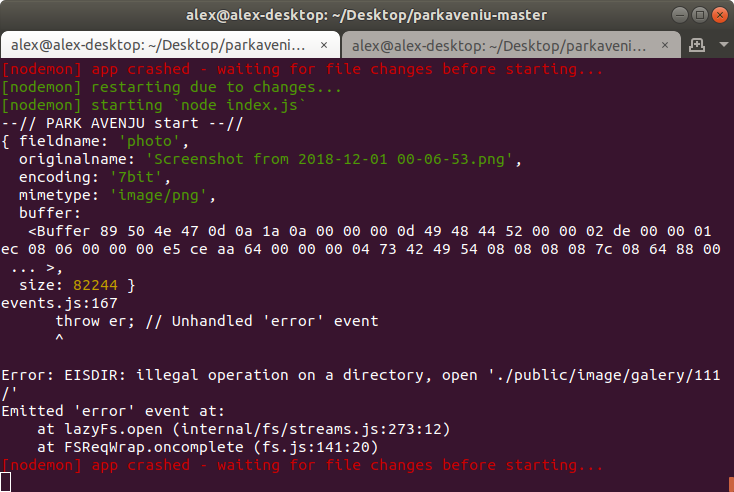 alex@alex-desktop: ~/Desktop/parkaveniu-master
alex@alex-desktop: ~/Desktop/parkaveni... ×
alex@alex-desktop: ~/Desktop/parkaveni... ×
[nodemon] app crashed - waiting for file changes before starting...
[nodemon] restarting due to changes...
[nodemon] starting `node index.js`
--// PARK AVENJU start --//
{ fieldname: 'photo',
  originalname: 'Screenshot from 2018-12-01 00-06-53.png',
  encoding: '7bit',
  mimetype: 'image/png',
  buffer:
   <Buffer 89 50 4e 47 0d 0a 1a 0a 00 00 00 0d 49 48 44 52 00 00 02 de 00 00 01
ec 08 06 00 00 00 e5 ce aa 64 00 00 00 04 73 42 49 54 08 08 08 08 7c 08 64 88 00
 ... >,
  size: 82244 }
events.js:167
      throw er; // Unhandled 'error' event
      ^

Error: EISDIR: illegal operation on a directory, open './public/image/galery/111
/'
Emitted 'error' event at:
    at lazyFs.open (internal/fs/streams.js:273:12)
    at FSReqWrap.oncomplete (fs.js:141:20)
[nodemon] app crashed - waiting for file changes before starting...